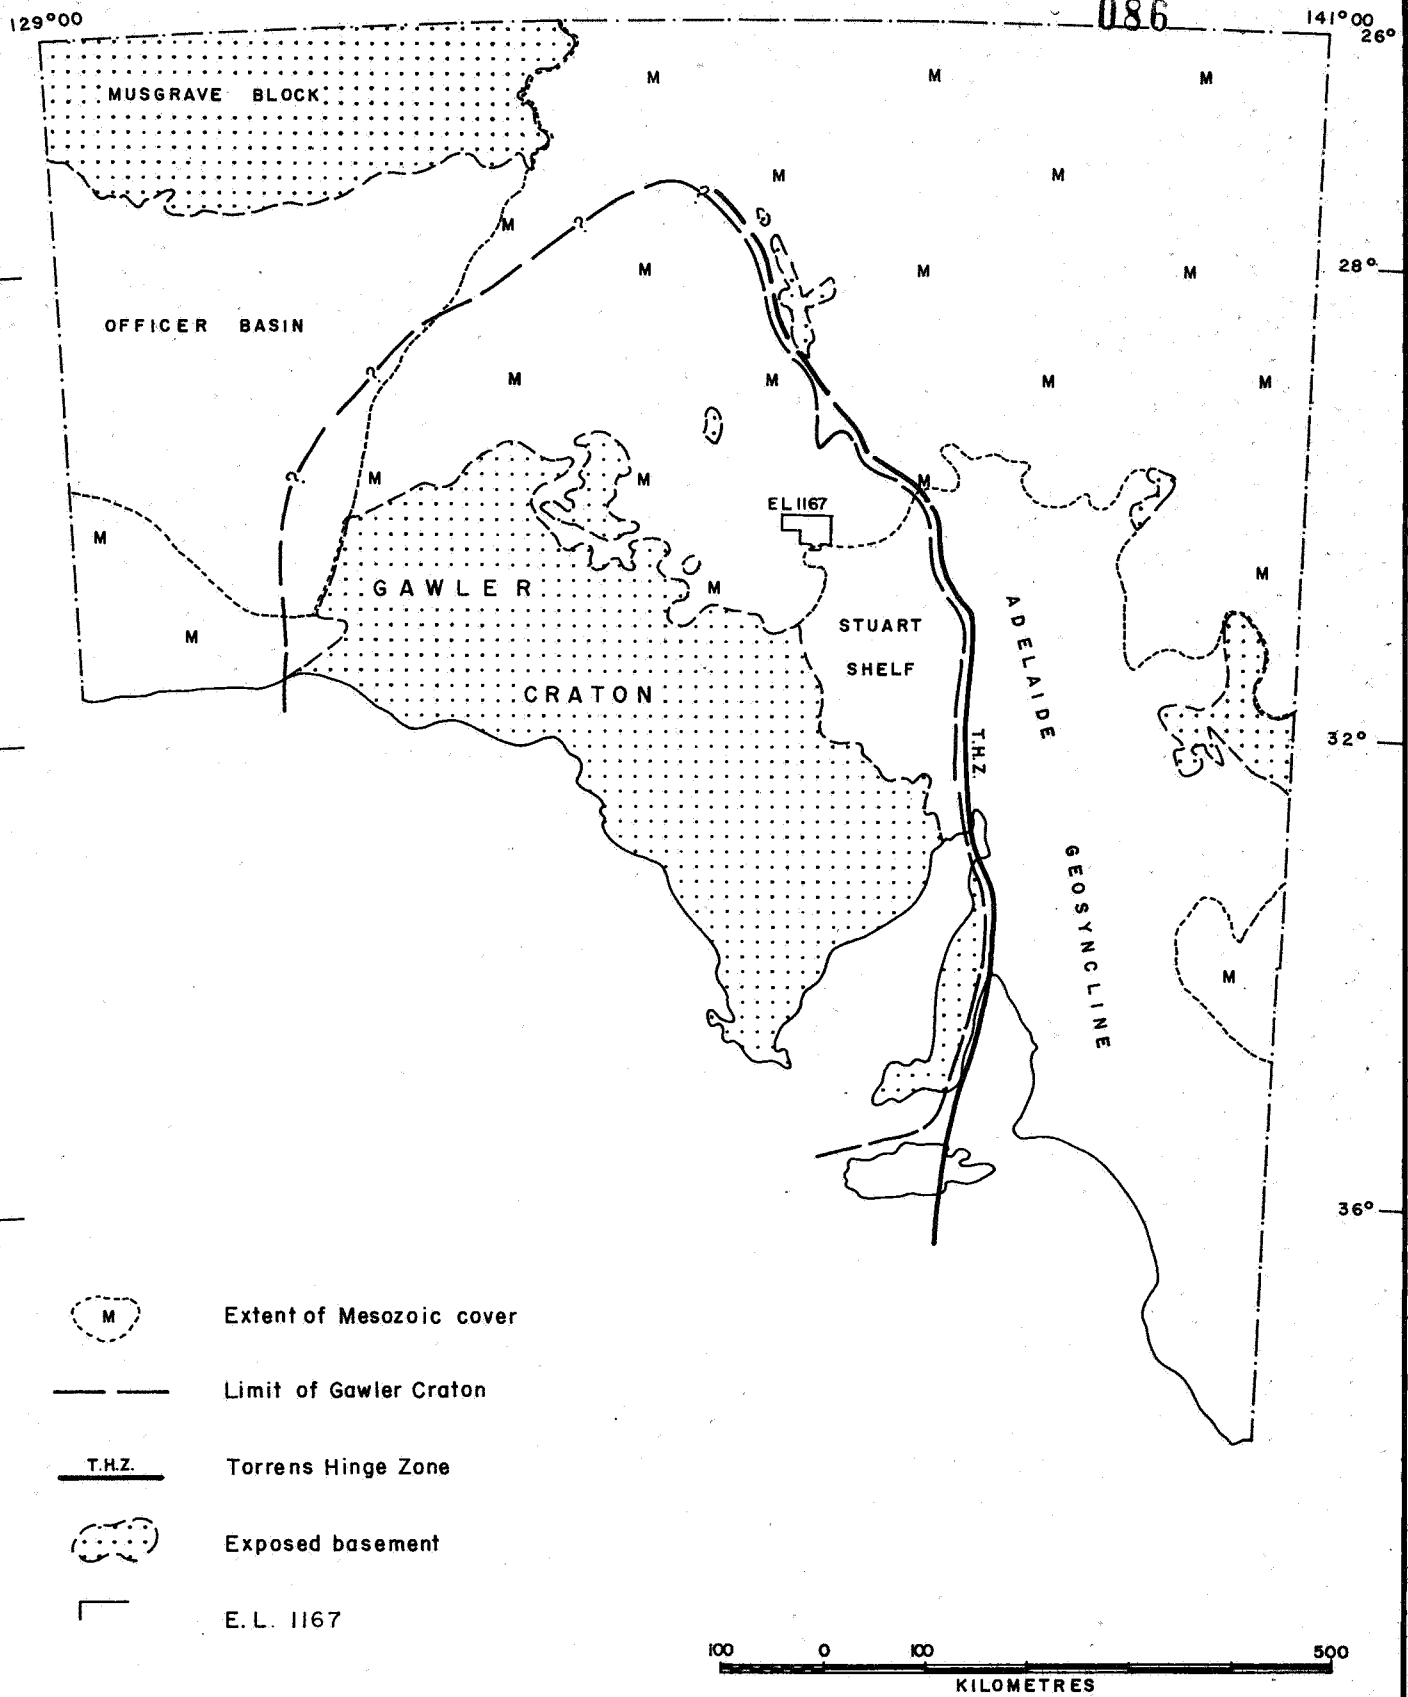 086
129°00
141°00
26°
MUSGRAVE BLOCK
M
M
M
M
M
?
M
?
M
M
M
28°
OFFICER BASIN
?
M
M
M
M
?
M
M
M
EL 1167
M
M
M
GAWLER
M
STUART
SHELF
CRATON
ADELAIDE
GEOSYNCLINE
T.H.Z.
32°
M
36°
M
Extent of Mesozoic cover
Limit of Gawler Craton
T.H.Z.
Torrens Hinge Zone
Exposed basement
E.L. 1167
100 0 100 500
KILOMETRES